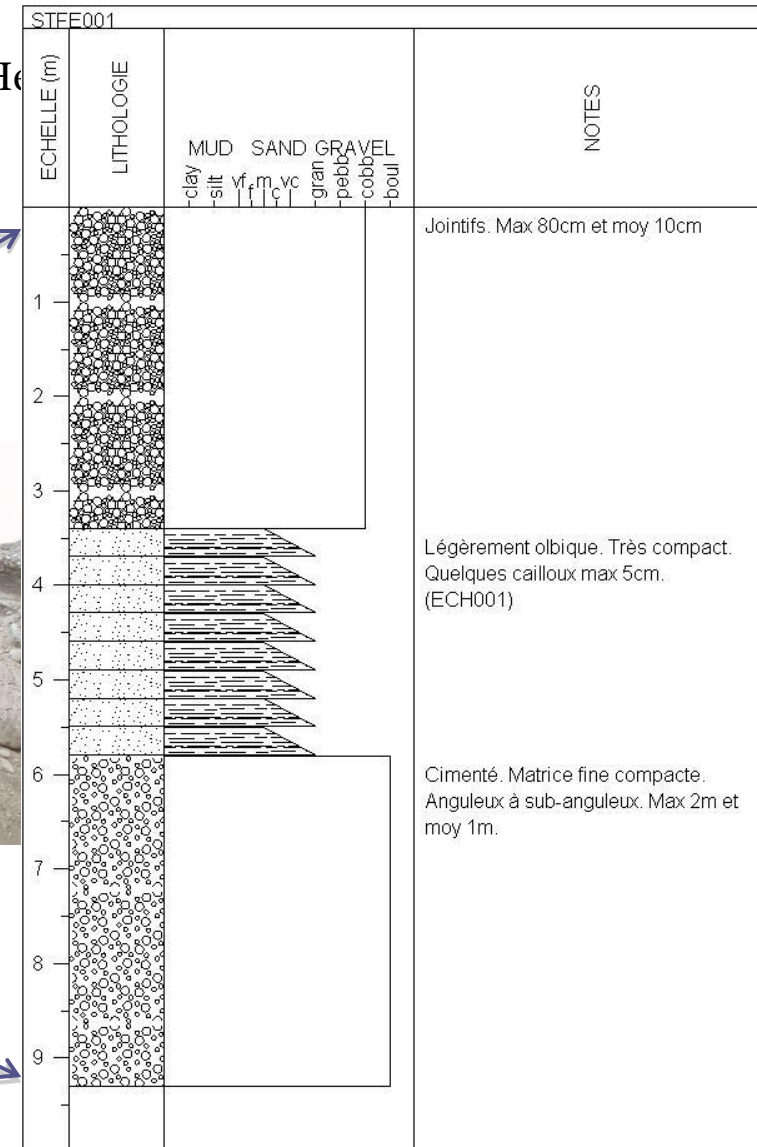 STFE001
He
ECHELLE (m)
LITHOLOGIE
MUD SAND GRAVEL
clay
silt
vf
f
m
c
vc
gran
pebb
cobb
boul
NOTES
1
2
3
4
5
6
7
8
9
Jointifs. Max 80cm et moy 10cm
Légèrement olbique. Très compact.
Quelques cailloux max 5cm.
(ECH001)
Cimenté. Matrice fine compacte.
Anguleux à sub-anguleux. Max 2m et
moy 1m.